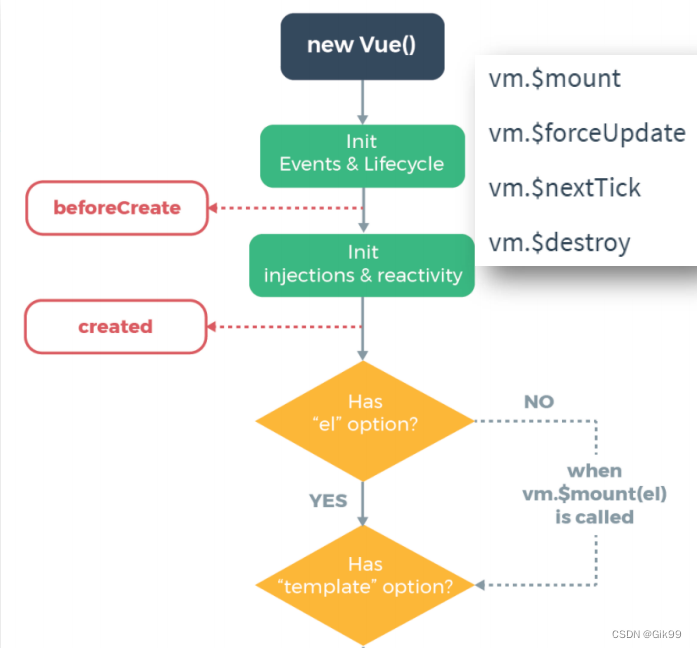 new Vue()
vm.$mount
vm.$forceUpdate
vm.$nextTick
vm.$destroy
Init
Events & Lifecycle
beforeCreate
Init
injections & reactivity
created
Has
“el” option?
NO
when
vm.$mount(el)
is called
YES
Has
“template” option?
CSDN @Gik99